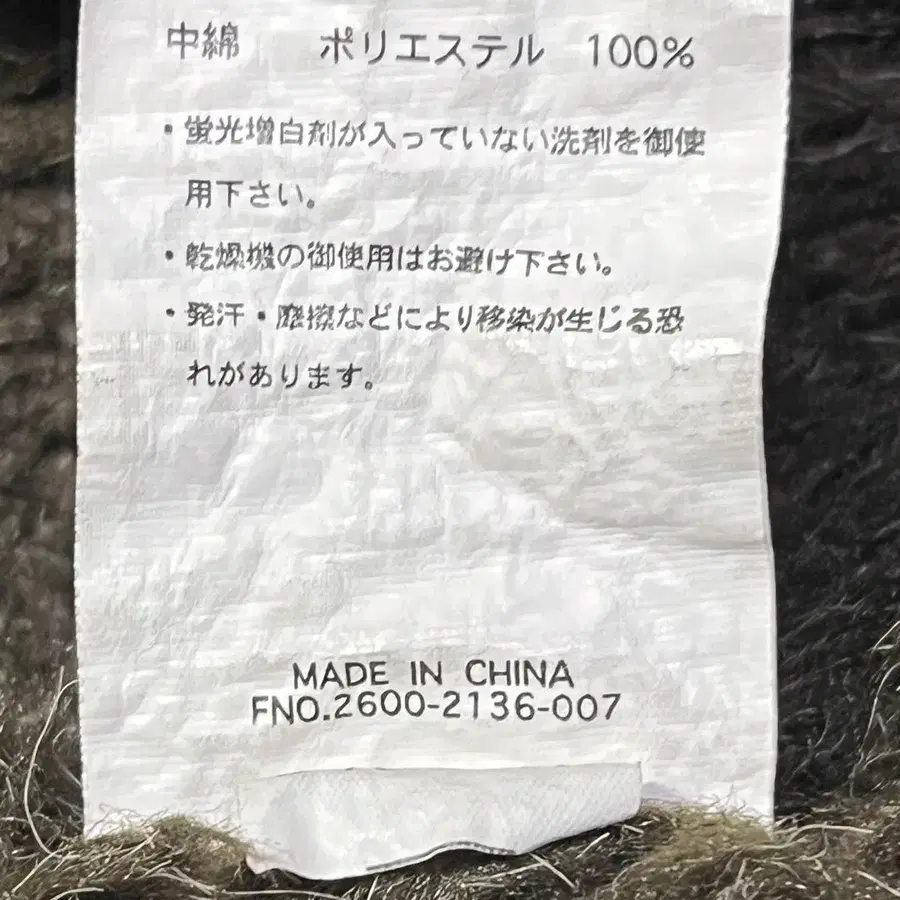 中綿 ポリエステル 100%
・蛍光増白剤が入っていない洗剤を御使
用下さい。
・乾燥機の御使用はお避け下さい。
・発汗・摩擦などにより移染が生じる恐
れがあります。
MADE IN CHINA
FNO.2600-2136-007